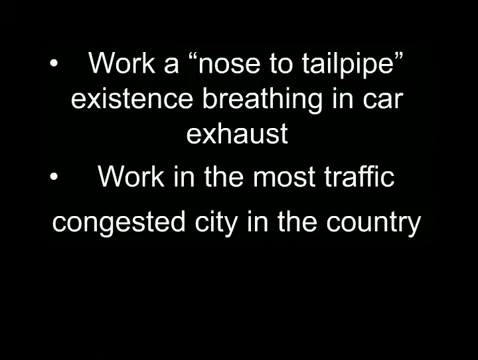 • Work a “nose to tailpipe”
existence breathing in car
exhaust
• Work in the most traffic
congested city in the country